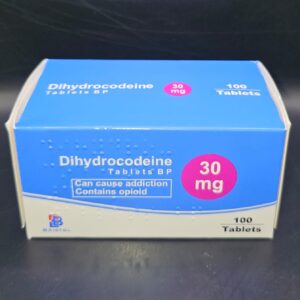 Dihydrocodeine
Tablets BP
30
mg
100
Tablets
Dihydrocodeine
Tablets BP
30
mg
Can cause addiction
Contains opioid
100
Tablets